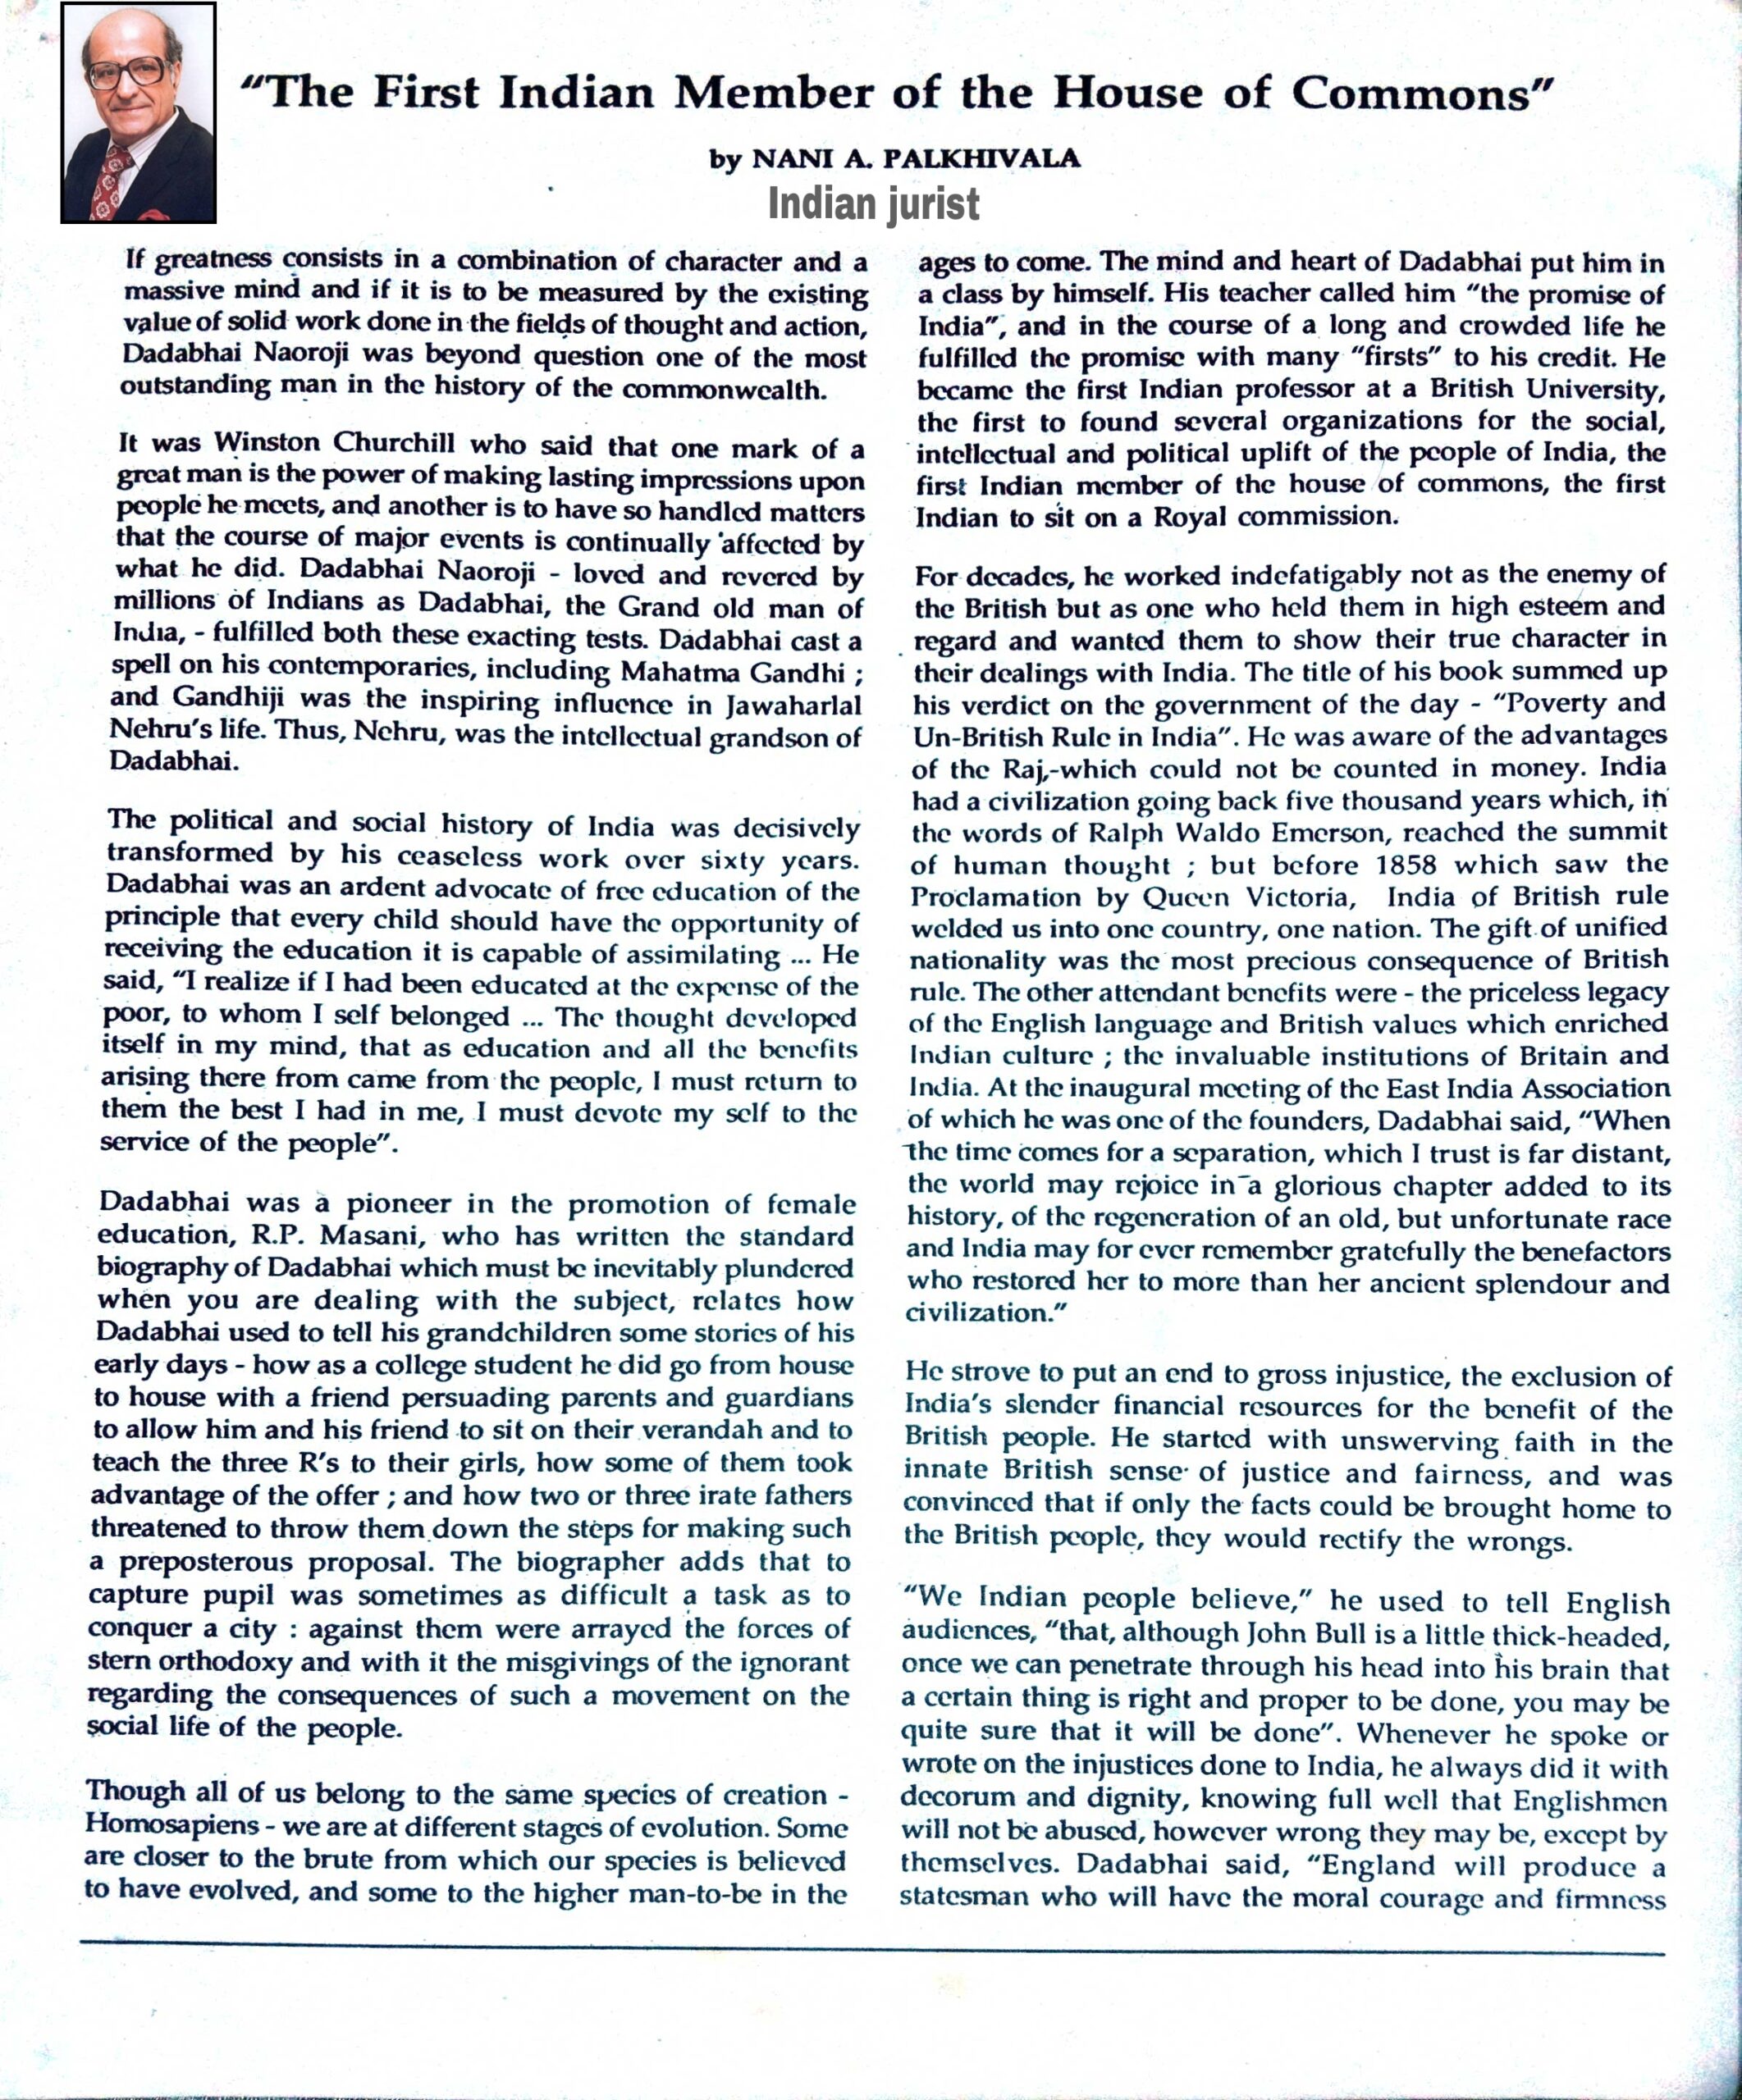 "The First Indian Member of the House of Commons"
by NANI A. PALKHIVALA
Indian jurist
If greatness consists in a combination of character and a
massive mind and if it is to be measured by the existing
value of solid work done in the fields of thought and action,
Dadabhai Naoroji was beyond question one of the most
outstanding man in the history of the commonwealth.
It was Winston Churchill who said that one mark of a
great man is the power of making lasting impressions upon
people he meets, and another is to have so handled matters
that the course of major events is continually affected by
what he did. Dadabhai Naoroji - loved and revered by
millions of Indians as Dadabhai, the Grand old man of
India, - fulfilled both these exacting tests. Dadabhai cast a
spell on his contemporaries, including Mahatma Gandhi ;
and Gandhiji was the inspiring influence in Jawaharlal
Nehru's life. Thus, Nehru, was the intellectual grandson of
Dadabhai.
The political and social history of India was decisively
transformed by his ceaseless work over sixty years.
Dadabhai was an ardent advocate of free education of the
principle that every child should have the opportunity of
receiving the education it is capable of assimilating ... He
said, "I realize if I had been educated at the expense of the
poor, to whom I self belonged ... The thought developed
itself in my mind, that as education and all the benefits
arising there from came from the people, I must return to
them the best I had in me, I must devote my self to the
service of the people".
Dadabhai was a pioneer in the promotion of female
education, R.P. Masani, who has written the standard
biography of Dadabhai which must be inevitably plundered
when you are dealing with the subject, relates how
Dadabhai used to tell his grandchildren some stories of his
early days - how as a college student he did go from house
to house with a friend persuading parents and guardians
to allow him and his friend to sit on their verandah and to
teach the three R's to their girls, how some of them took
advantage of the offer ; and how two or three irate fathers
threatened to throw them down the steps for making such
a preposterous proposal. The biographer adds that to
capture pupil was sometimes as difficult a task as to
conquer a city : against them were arrayed the forces of
stern orthodoxy and with it the misgivings of the ignorant
regarding the consequences of such a movement on the
social life of the people.
Though all of us belong to the same species of creation -
Homosapiens - we are at different stages of evolution. Some
are closer to the brute from which our species is believed
to have evolved, and some to the higher man-to-be in the
ages to come. The mind and heart of Dadabhai put him in
a class by himself. His teacher called him "the promise of
India", and in the course of a long and crowded life he
fulfilled the promise with many "firsts" to his credit. He
became the first Indian professor at a British University,
the first to found several organizations for the social,
intellectual and political uplift of the people of India, the
first Indian member of the house of commons, the first
Indian to sit on a Royal commission.
For decades, he worked indefatigably not as the enemy of
the British but as one who held them in high esteem and
regard and wanted them to show their true character in
their dealings with India. The title of his book summed up
his verdict on the government of the day - "Poverty and
Un-British Rule in India". He was aware of the advantages
of the Raj,-which could not be counted in money. India
had a civilization going back five thousand years which, in
the words of Ralph Waldo Emerson, reached the summit
of human thought ; but before 1858 which saw the
Proclamation by Queen Victoria, India of British rule
welded us into one country, one nation. The gift of unified
nationality was the most precious consequence of British
rule. The other attendant benefits were - the priceless legacy
of the English language and British values which enriched
Indian culture ; the invaluable institutions of Britain and
India. At the inaugural meeting of the East India Association
of which he was one of the founders, Dadabhai said, "When
the time comes for a separation, which I trust is far distant,
the world may rejoice in a glorious chapter added to its
history, of the regeneration of an old, but unfortunate race
and India may for ever remember gratefully the benefactors
who restored her to more than her ancient splendour and
civilization."
He strove to put an end to gross injustice, the exclusion of
India's slender financial resources for the benefit of the
British people. He started with unswerving faith in the
innate British sense of justice and fairness, and was
convinced that if only the facts could be brought home to
the British people, they would rectify the wrongs.
"We Indian people believe," he used to tell English
audiences, "that, although John Bull is a little thick-headed,
once we can penetrate through his head into his brain that
a certain thing is right and proper to be done, you may be
quite sure that it will be done". Whenever he spoke or
wrote on the injustices done to India, he always did it with
decorum and dignity, knowing full well that Englishmen
will not be abused, however wrong they may be, except by
themselves. Dadabhai said, "England will produce a
statesman who will have the moral courage and firmness